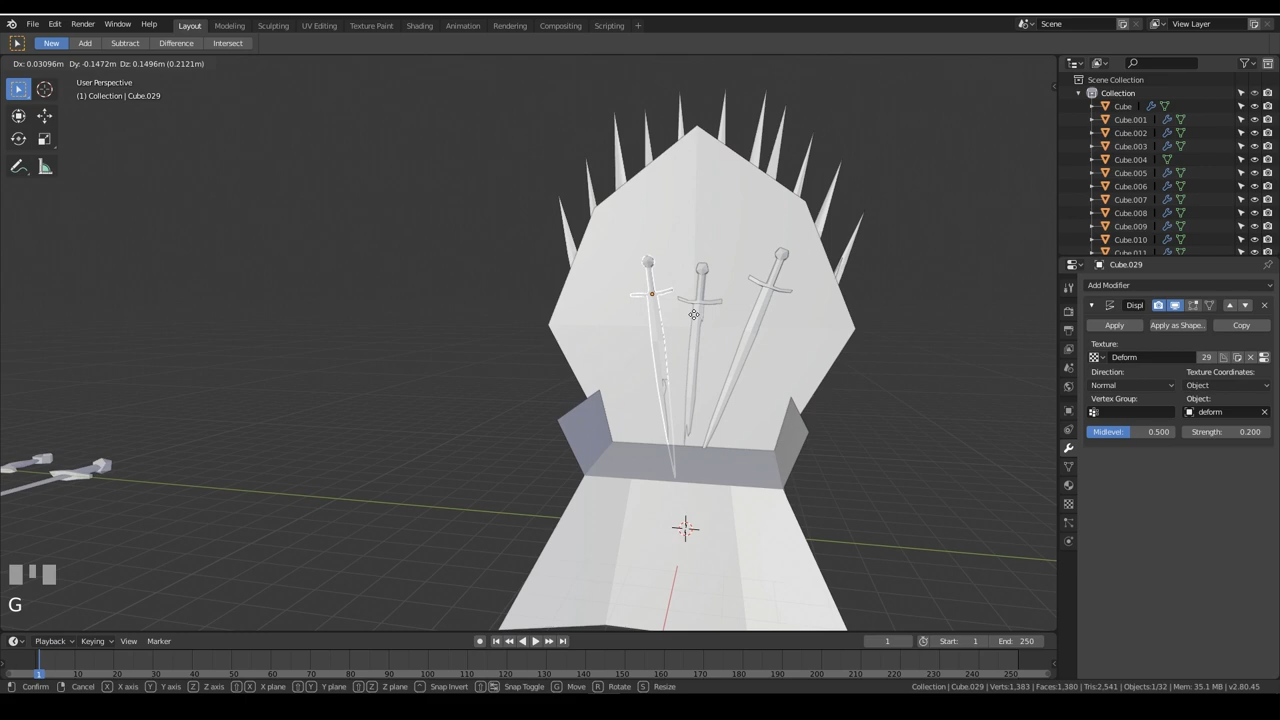 File Edit Render Window Help Layout Modeling Sculpting UV Editing Texture Paint Shading Animation Rendering Compositing Scripting + Scene View Layer
New Add Subtract Difference Intersect
Dx: 0.03096m Dy: -0.1472m Dz: 0.1496m (0.2121m)
User Perspective
(1) Collection | Cube.029
Scene Collection
Collection
Cube
Cube.001
Cube.002
Cube.003
Cube.004
Cube.005
Cube.006
Cube.007
Cube.008
Cube.009
Cube.010
Cube.011
Cube.029
Add Modifier
Displ
Apply Apply as Shape.. Copy
Texture:
Deform 29
Direction: Texture Coordinates:
Normal Object
Vertex Group: Object:
deform
Midlevel: 0.500 Strength: 0.200
G
Playback Keying View Marker 1 Start: 1 End: 250
1 10 20 30 40 50 60 70 80 90 100 110 120 130 140 150 160 170 180 190 200 210 220 230 240 250
Confirm Cancel X X axis Y Y axis Z Z axis X X plane Y Y plane Z Z plane Snap Invert Snap Toggle G Move R Rotate S Resize Collection | Cube.029 | Verts:1,383 | Faces:1,380 | Tris:2,541 | Objects:1/32 | Mem: 35.1 MB | v2.80.45